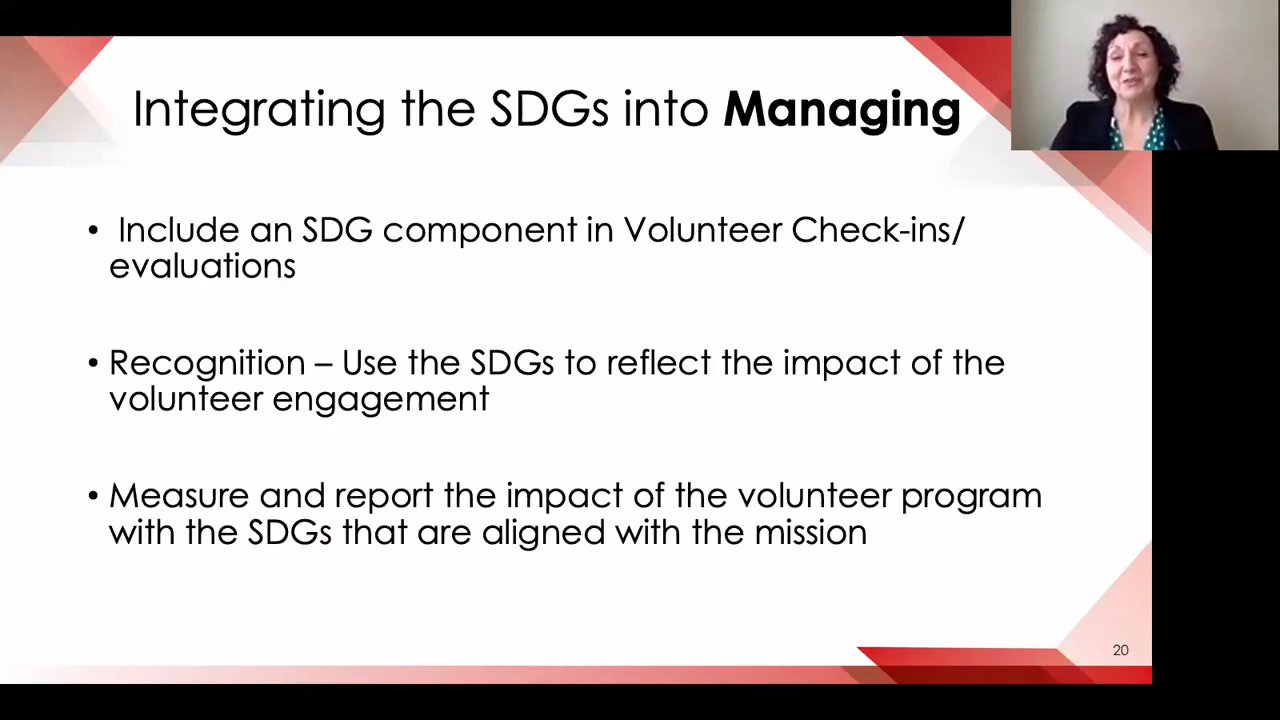 Integrating the SDGs into Managing
• Include an SDG component in Volunteer Check-ins/
evaluations
• Recognition – Use the SDGs to reflect the impact of the
volunteer engagement
• Measure and report the impact of the volunteer program
with the SDGs that are aligned with the mission
20